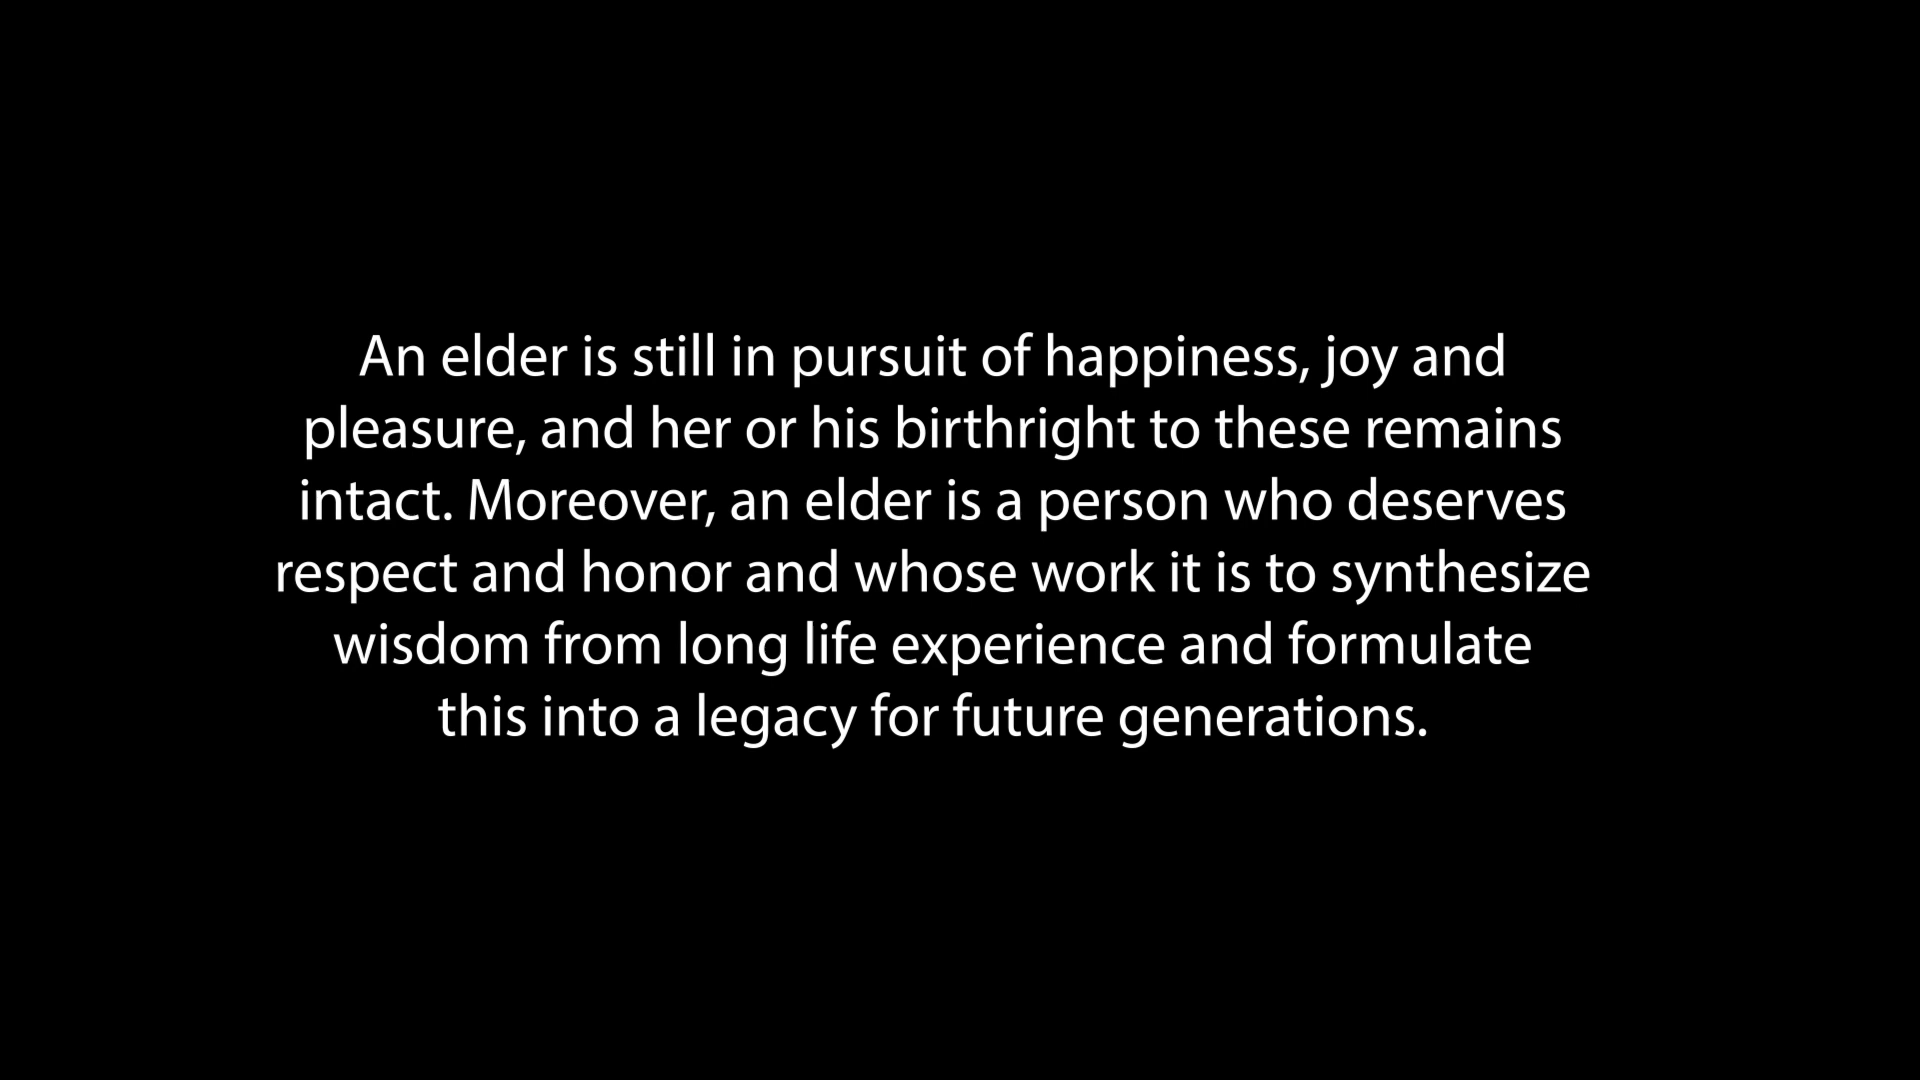 An elder is still in pursuit of happiness, joy and
pleasure, and her or his birthright to these remains
intact. Moreover, an elder is a person who deserves
respect and honor and whose work it is to synthesize
wisdom from long life experience and formulate
this into a legacy for future generations.